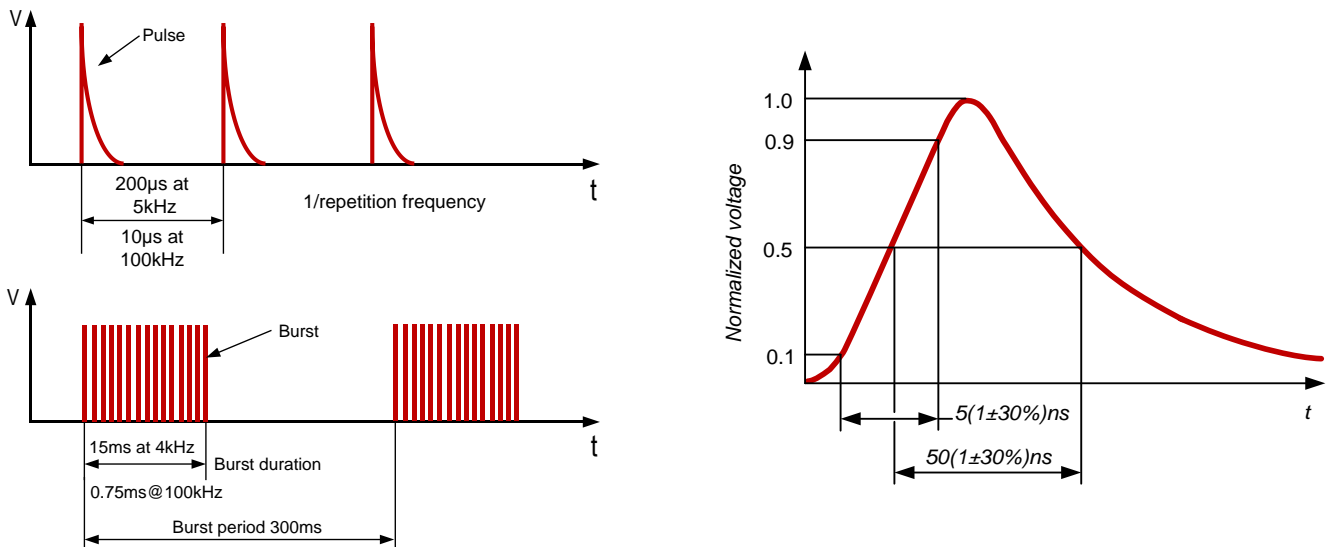 V
Pulse
200µs at
5kHz
10µs at
100kHz
1/repetition frequency
t
V
Burst
t
15ms at 4kHz
Burst duration
0.75ms@100kHz
Burst period 300ms
Normalized voltage
1.0
0.9
0.5
0.1
t
5(1±30%)ns
50(1±30%)ns